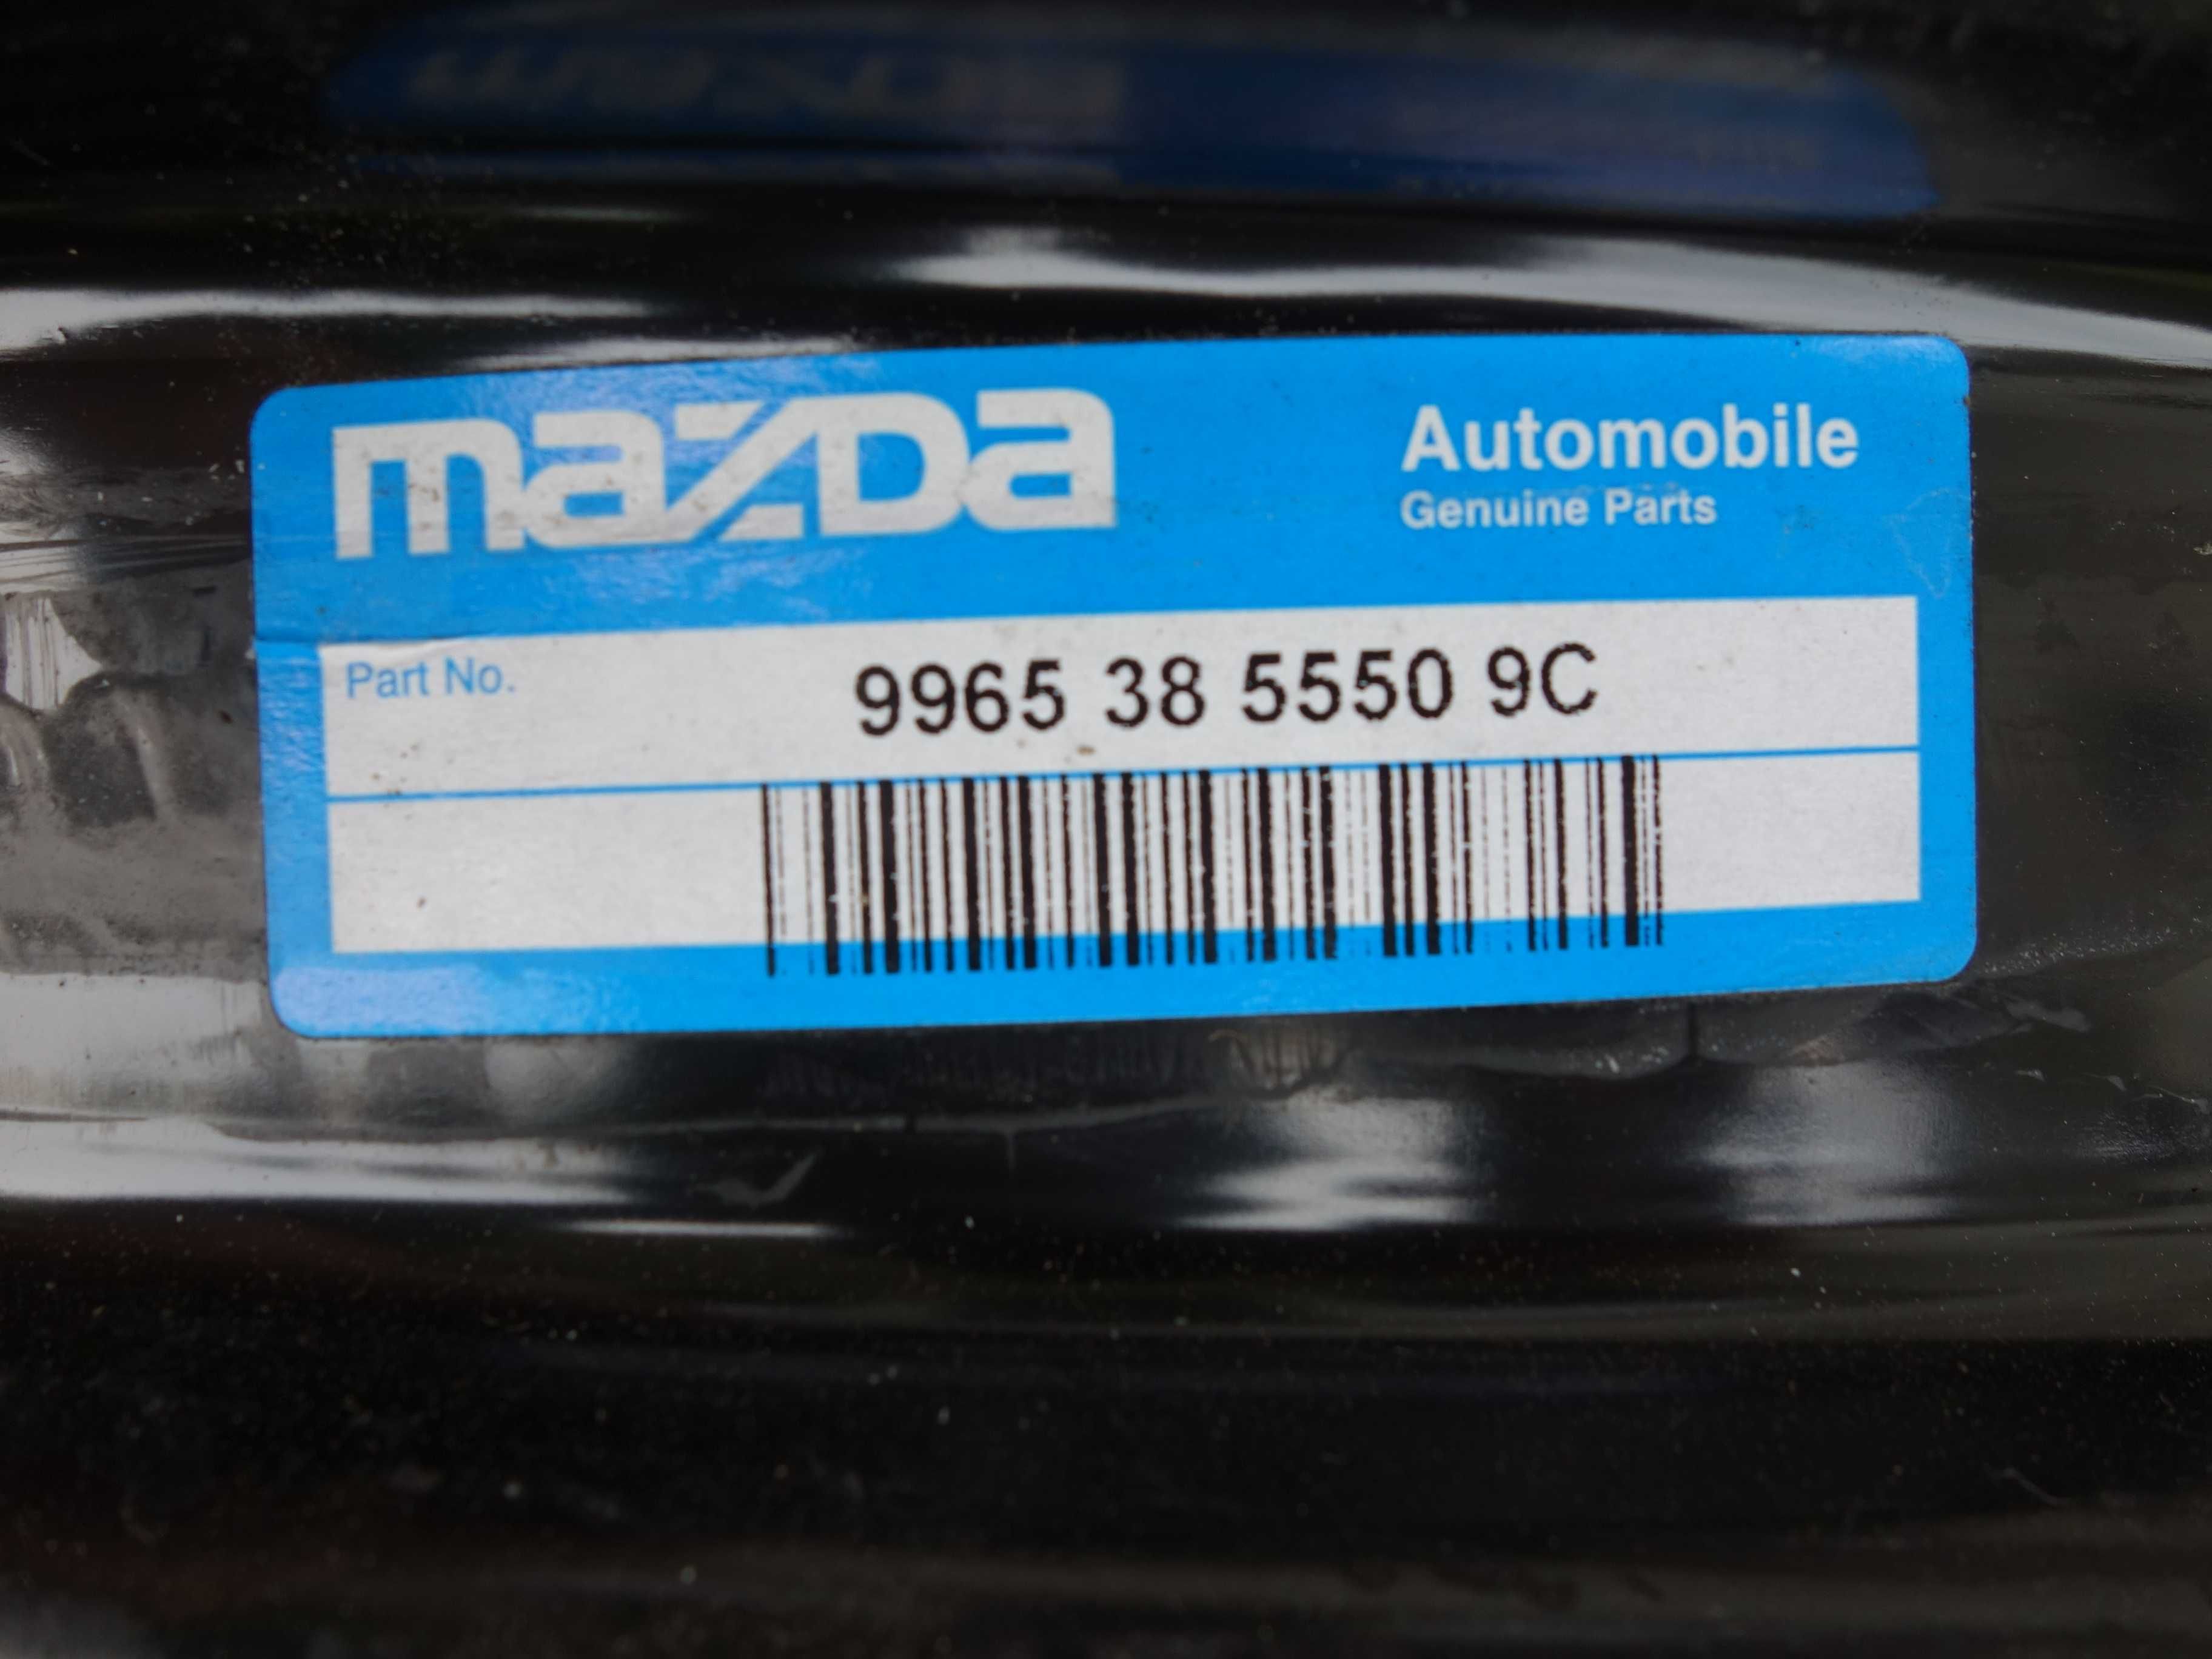 mazda
Automobile
Genuine Parts
Part No. 9965 38 5550 9C